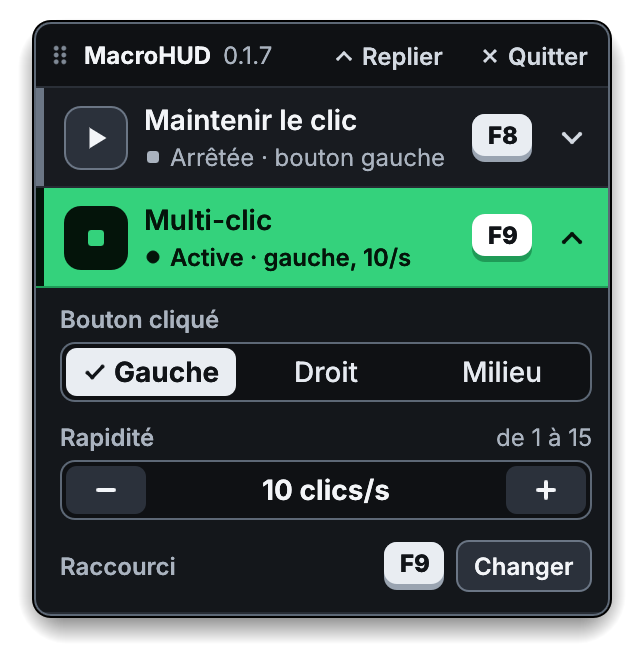 MacroHUD 0.1.7 Replier Quitter
Maintenir le clic F8
Arrêtée · bouton gauche
Multi-clic F9
Active · gauche, 10/s
Bouton cliqué
Gauche Droit Milieu
Rapidité de 1 à 15
− 10 clics/s +
Raccourci F9 Changer